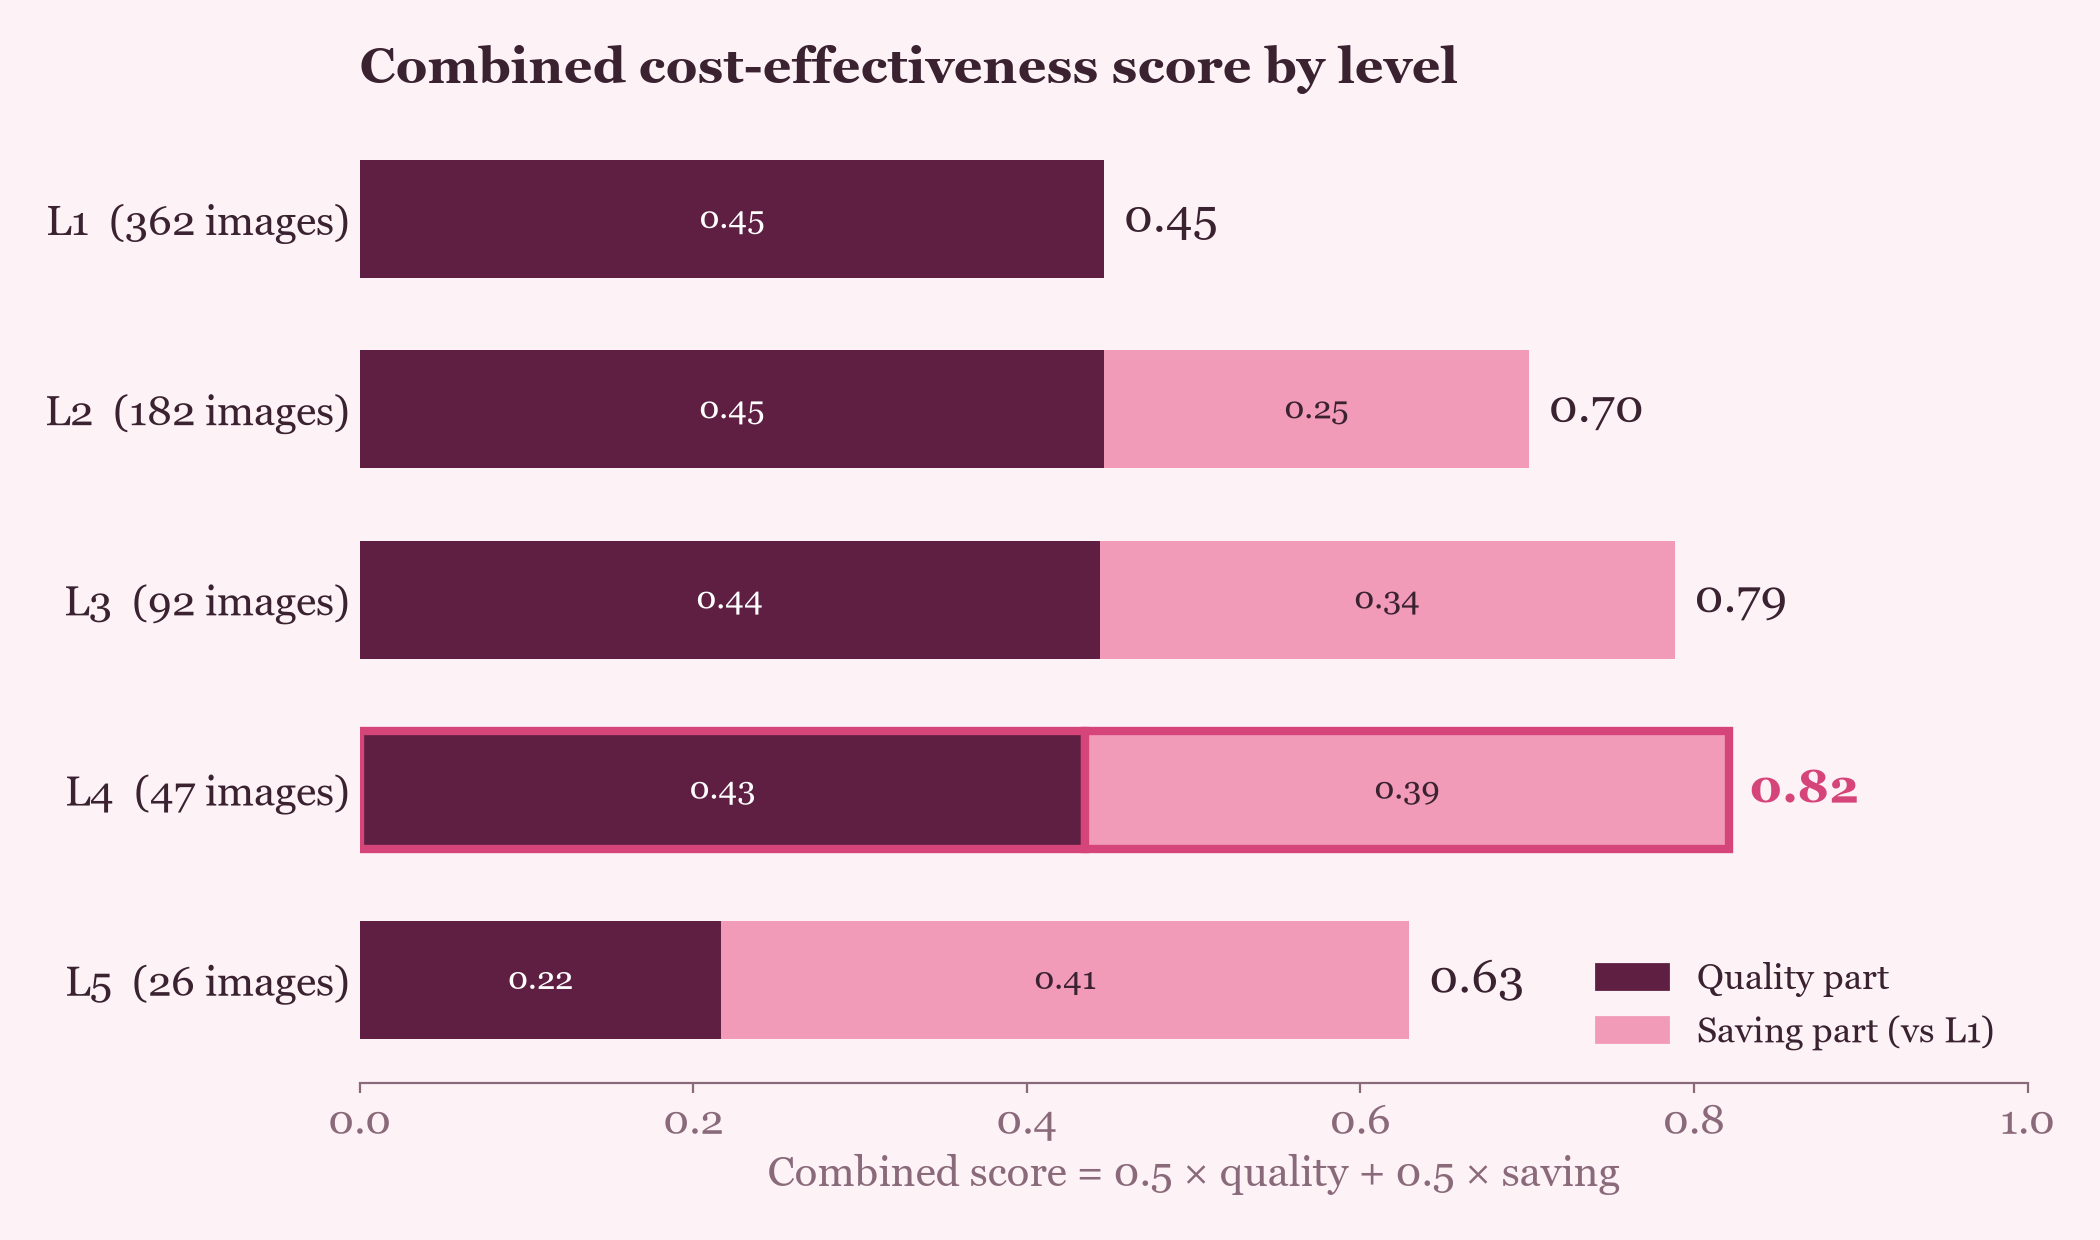 Combined cost-effectiveness score by level
L1 (362 images) 0.45 0.45
L2 (182 images) 0.45 0.25 0.70
L3 (92 images) 0.44 0.34 0.79
L4 (47 images) 0.43 0.39 0.82
L5 (26 images) 0.22 0.41 0.63
Quality part
Saving part (vs L1)
0.0 0.2 0.4 0.6 0.8 1.0
Combined score = 0.5 × quality + 0.5 × saving